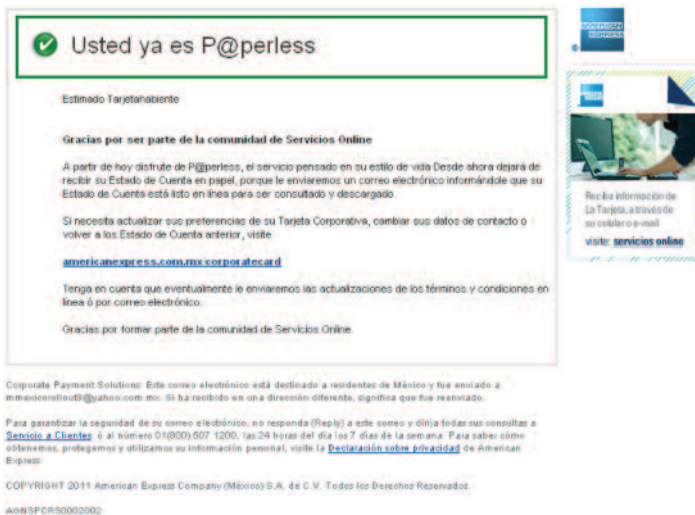 Usted ya es P@perless
AMERICAN
EXPRESS
®
Estimado Tarjetahabiente
Gracias por ser parte de la comunidad de Servicios Online
A partir de hoy disfrute de P@perless, el servicio pensado en su estilo de vida Desde ahora dejará de
recibir su Estado de Cuenta en papel, porque le enviaremos un correo electrónico informándole que su
Estado de Cuenta está listo en línea para ser consultado y descargado.
Si necesita actualizar sus preferencias de su Tarjeta Corporativa, cambiar sus datos de contacto o
volver a los Estado de Cuenta anterior, visite
americanexpress.com.mx/corporatecard
Tenga en cuenta que eventualmente le enviaremos las actualizaciones de los términos y condiciones en
línea ó por correo electrónico.
Gracias por formar parte de la comunidad de Servicios Online.
Reciba información de
La Tarjeta, a través de
su celular o e-mail
visite: servicios online
Corporate Payment Solutions: Este correo electrónico está destinado a residentes de México y fue enviado a
mmexicorollout3@yahoo.com.mx. Si ha recibido en una dirección diferente, significa que fue reenviado.
Para garantizar la seguridad de su correo electrónico, no responda (Reply) a este correo y dirija todas sus consultas a
Servicio a Clientes ó al número 01(800) 507 1200, las 24 horas del día los 7 días de la semana. Para saber cómo
obtenemos, protegemos y utilizamos su información personal, visite la Declaración sobre privacidad de American
Express.
COPYRIGHT 2011 American Express Company (México) S.A. de C.V. Todos los Derechos Reservados.
AGNSPCRS0002002